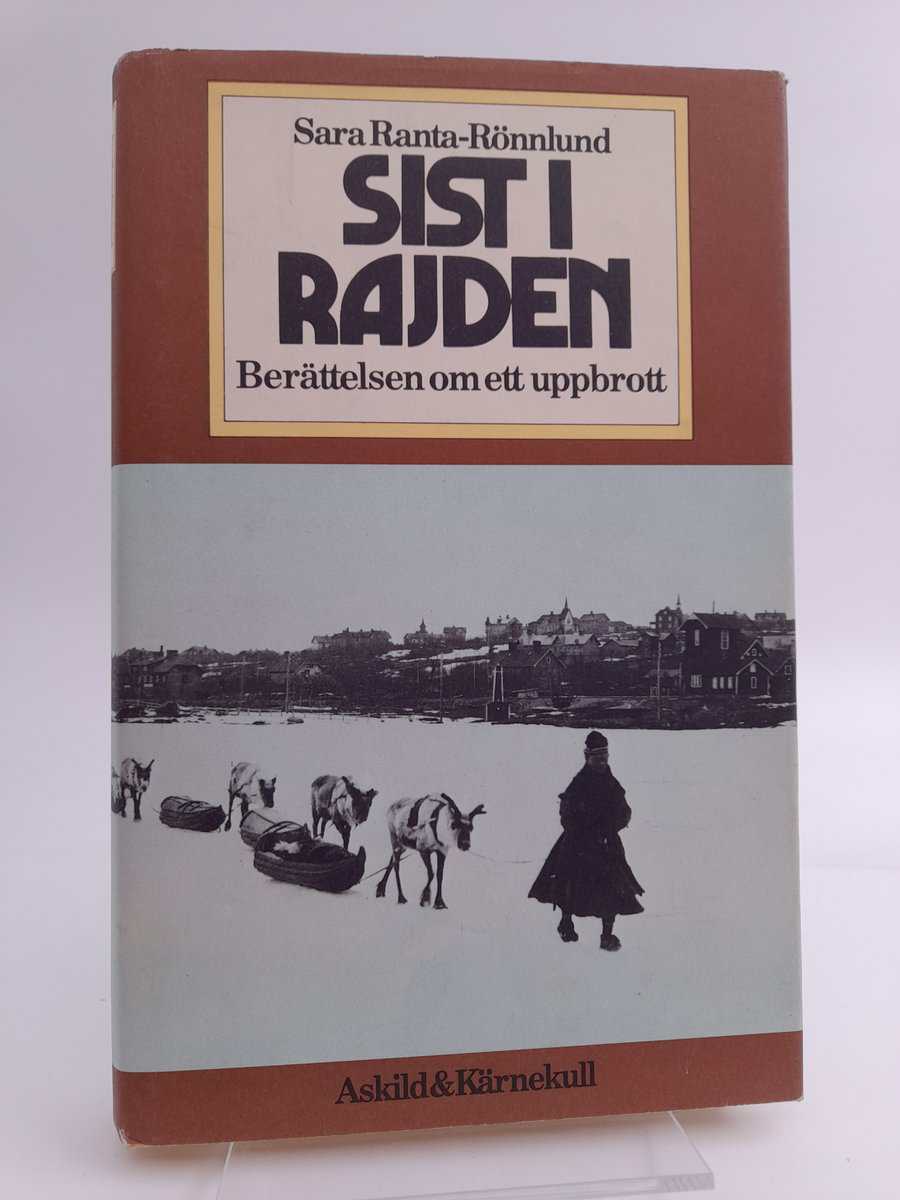 Sara Ranta-Rönnlund
SIST I
RAJDEN
Berättelsen om ett uppbrott
Askild & Kärnekull